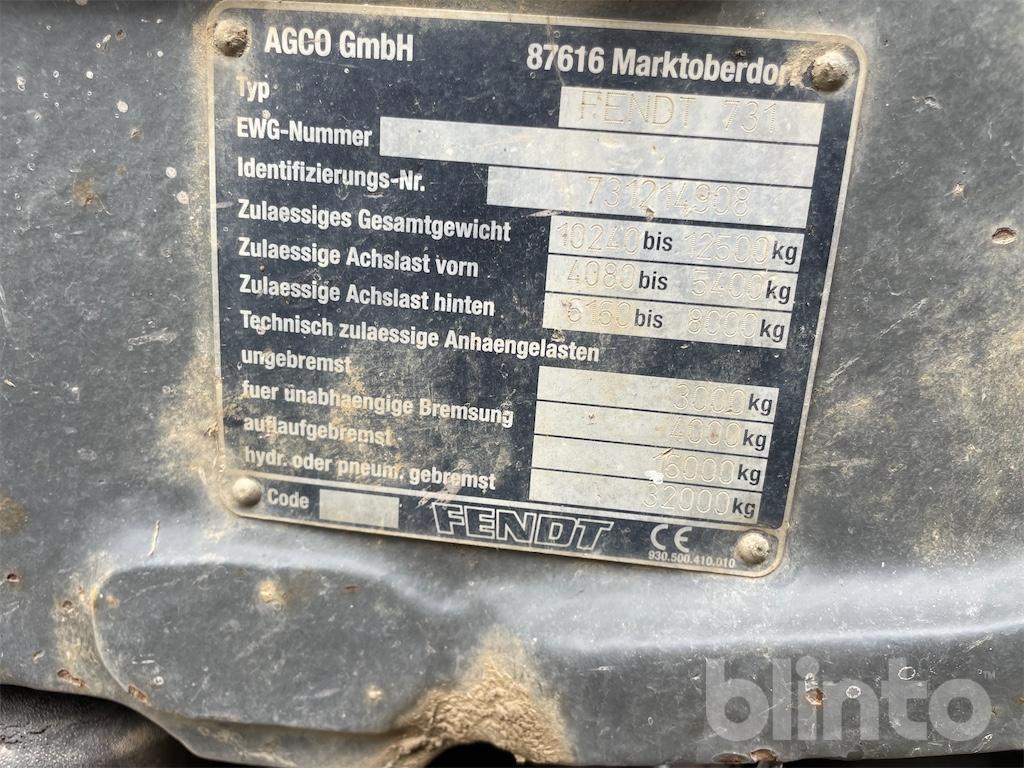 AGCO GmbH 87616 Marktoberdorf
Typ FENDT 731
EWG-Nummer
Identifizierungs-Nr. 731214908
Zulaessiges Gesamtgewicht 10240 bis 12500 kg
Zulaessige Achslast vorn 4080 bis 5400 kg
Zulaessige Achslast hinten 6160 bis 8000 kg
Technisch zulaessige Anhaengelasten
ungebremst 3000 kg
fuer unabhaengige Bremsung 14000 kg
auflaufgebremst 16000 kg
hydr. oder pneum. gebremst 32000 kg
Code FENDT CE
930.500.410.010
blinto™